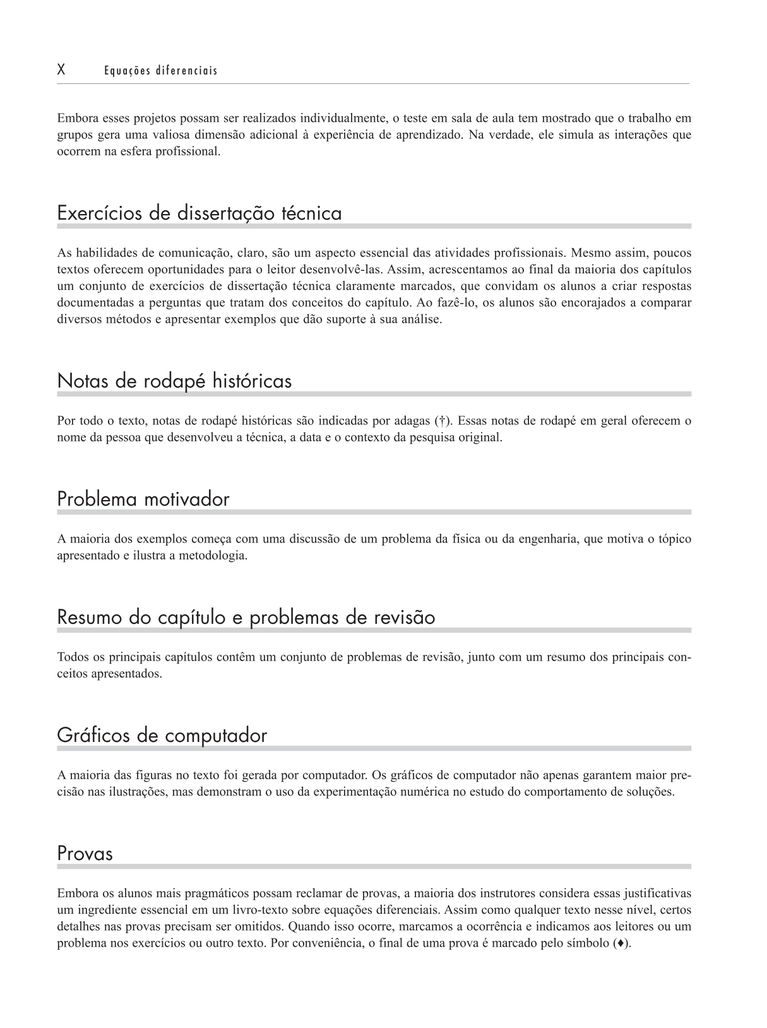 X Equações diferenciais
Embora esses projetos possam ser realizados individualmente, o teste em sala de aula tem mostrado que o trabalho em
grupos gera uma valiosa dimensão adicional à experiência de aprendizado. Na verdade, ele simula as interações que
ocorrem na esfera profissional.
Exercícios de dissertação técnica
As habilidades de comunicação, claro, são um aspecto essencial das atividades profissionais. Mesmo assim, poucos
textos oferecem oportunidades para o leitor desenvolvê-las. Assim, acrescentamos ao final da maioria dos capítulos
um conjunto de exercícios de dissertação técnica claramente marcados, que convidam os alunos a criar respostas
documentadas a perguntas que tratam dos conceitos do capítulo. Ao fazê-lo, os alunos são encorajados a comparar
diversos métodos e apresentar exemplos que dão suporte à sua análise.
Notas de rodapé históricas
Por todo o texto, notas de rodapé históricas são indicadas por adagas (†). Essas notas de rodapé em geral oferecem o
nome da pessoa que desenvolveu a técnica, a data e o contexto da pesquisa original.
Problema motivador
A maioria dos exemplos começa com uma discussão de um problema da física ou da engenharia, que motiva o tópico
apresentado e ilustra a metodologia.
Resumo do capítulo e problemas de revisão
Todos os principais capítulos contêm um conjunto de problemas de revisão, junto com um resumo dos principais con-
ceitos apresentados.
Gráficos de computador
A maioria das figuras no texto foi gerada por computador. Os gráficos de computador não apenas garantem maior pre-
cisão nas ilustrações, mas demonstram o uso da experimentação numérica no estudo do comportamento de soluções.
Provas
Embora os alunos mais pragmáticos possam reclamar de provas, a maioria dos instrutores considera essas justificativas
um ingrediente essencial em um livro-texto sobre equações diferenciais. Assim como qualquer texto nesse nível, certos
detalhes nas provas precisam ser omitidos. Quando isso ocorre, marcamos a ocorrência e indicamos aos leitores ou um
problema nos exercícios ou outro texto. Por conveniência, o final de uma prova é marcado pelo símbolo (♦).